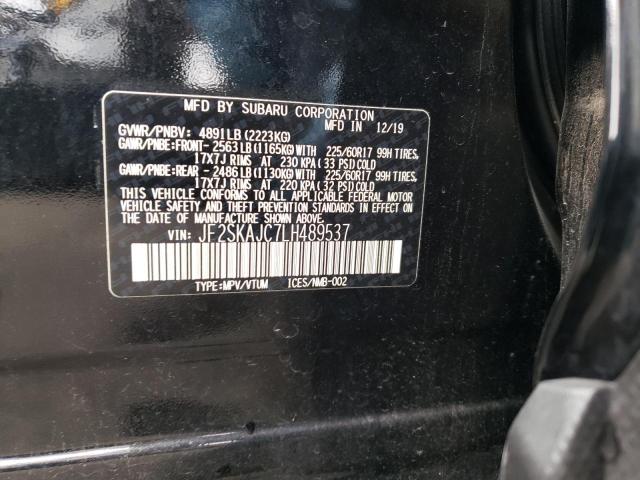 MFD BY SUBARU CORPORATION
MFD IN 12/19
GVWR/PNBV: 4891LB (2223KG)
GAWR/PNBE:FRONT- 2563LB (1165KG) WITH 225/60R17 99H TIRES,
17X7J RIMS AT 230 KPA (33 PSI) COLD
GAWR/PNBE:REAR - 2486LB (1130KG) WITH 225/60R17 99H TIRES,
17X7J RIMS AT 220 KPA (32 PSI) COLD
THIS VEHICLE CONFORMS TO ALL APPLICABLE FEDERAL MOTOR
VEHICLE SAFETY AND THEFT PREVENTION STANDARDS IN
EFFECT ON THE DATE OF MANUFACTURE SHOWN ABOVE.
VIN: JF2SKAJC7LH489537
TYPE:MPV/VTUM ICES/NMB-002